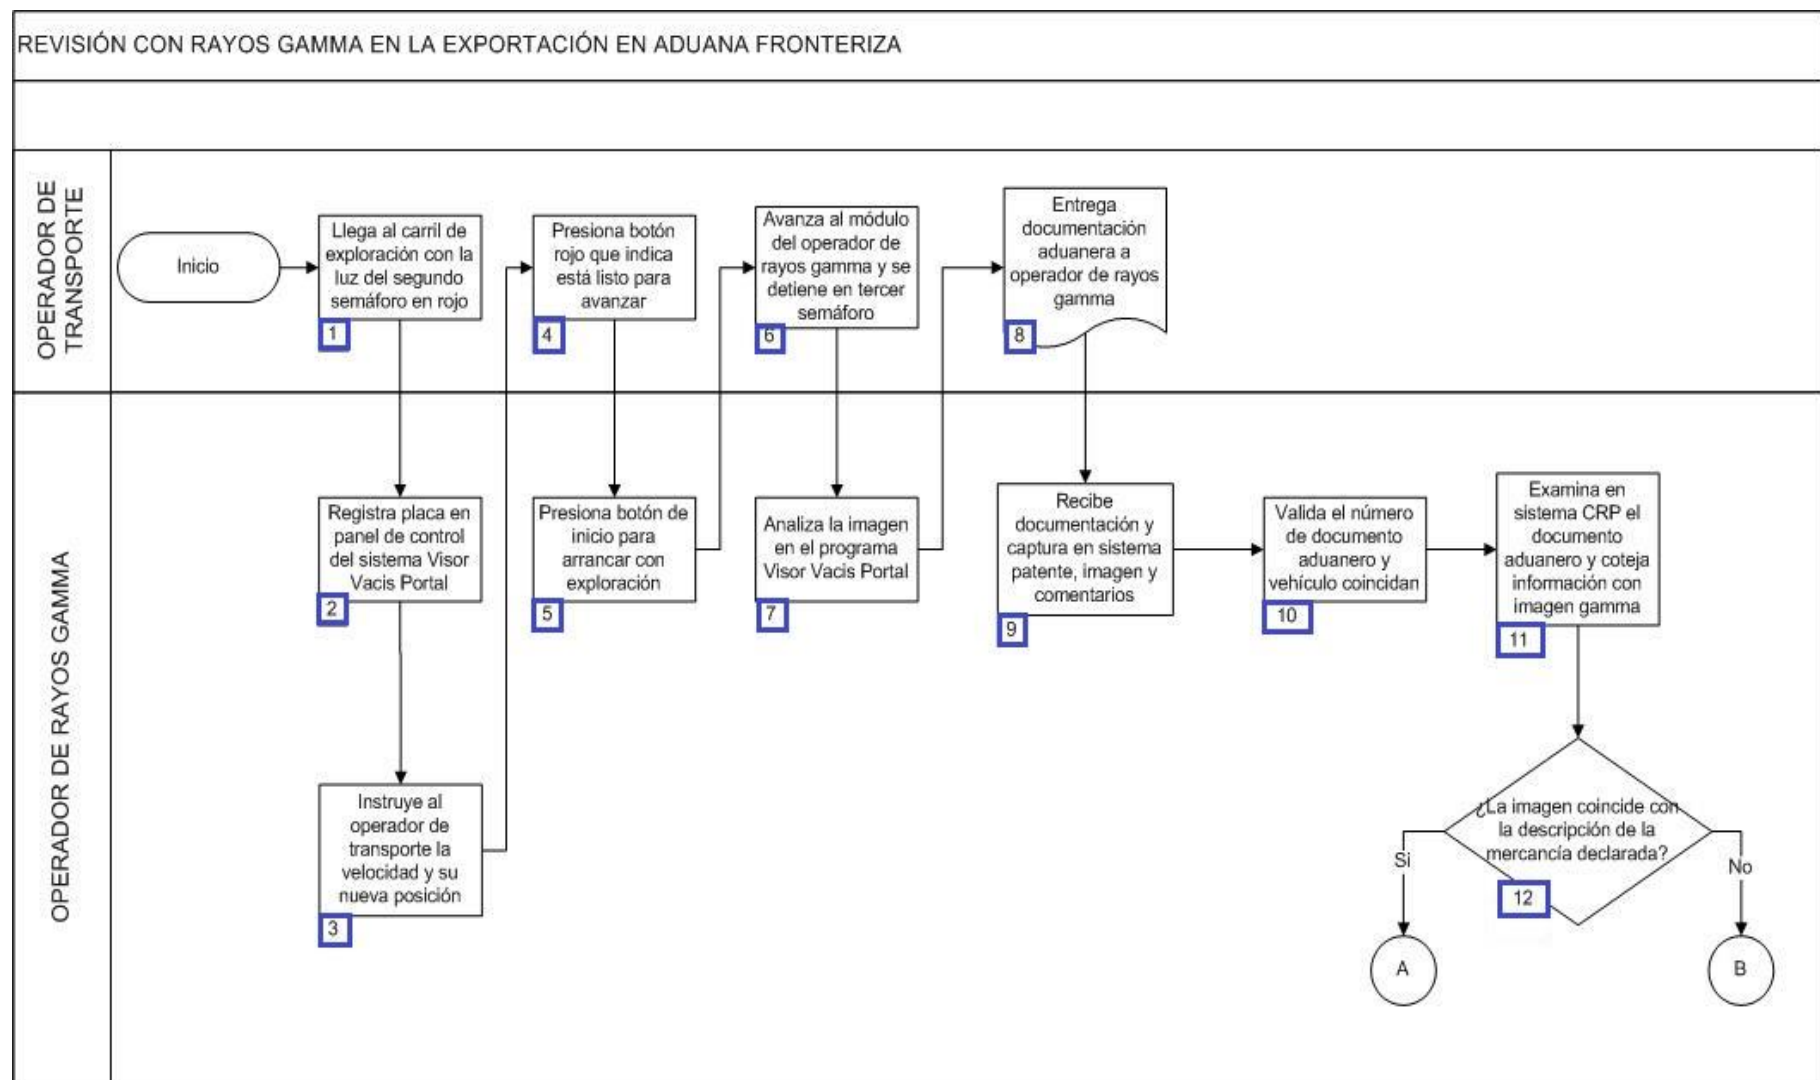 REVISIÓN CON RAYOS GAMMA EN LA EXPORTACIÓN EN ADUANA FRONTERIZA
OPERADOR DE
TRANSPORTE
Inicio
Llega al carril de
exploración con la
luz del segundo
semáforo en rojo
1
Registra placa en
panel de control
del sistema Visor
Vacis Portal
2
Instruye al
operador de
transporte la
velocidad y su
nueva posición
3
Presiona botón
rojo que indica
está listo para
avanzar
4
Presiona botón de
inicio para
arrancar con
exploración
5
Avanza al módulo
del operador de
rayos gamma y se
detiene en tercer
semáforo
6
Analiza la imagen
en el programa
Visor Vacis Portal
7
Entrega
documentación
aduanera a
operador de rayos
gamma
8
OPERADOR DE RAYOS GAMMA
Recibe
documentación y
captura en sistema
patente, imagen y
comentarios
9
Valida el número
de documento
aduanero y
vehículo coincidan
10
Examina en
sistema CRP el
documento
aduanero y coteja
información con
imagen gamma
11
¿La imagen coincide con
la descripción de la
mercancía declarada?
12
Si
No
A
B